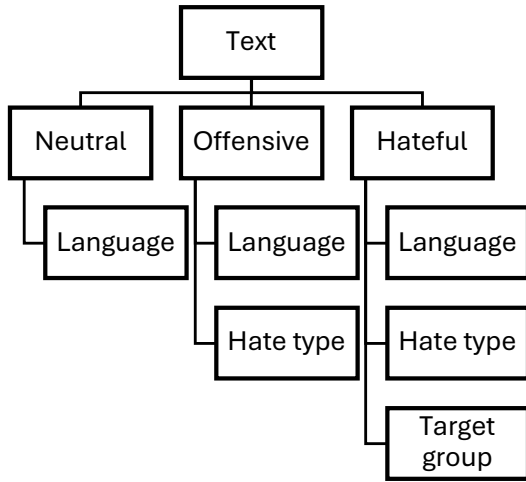 Text
Neutral
Offensive
Hateful
Language
Language
Language
Hate type
Hate type
Target
group